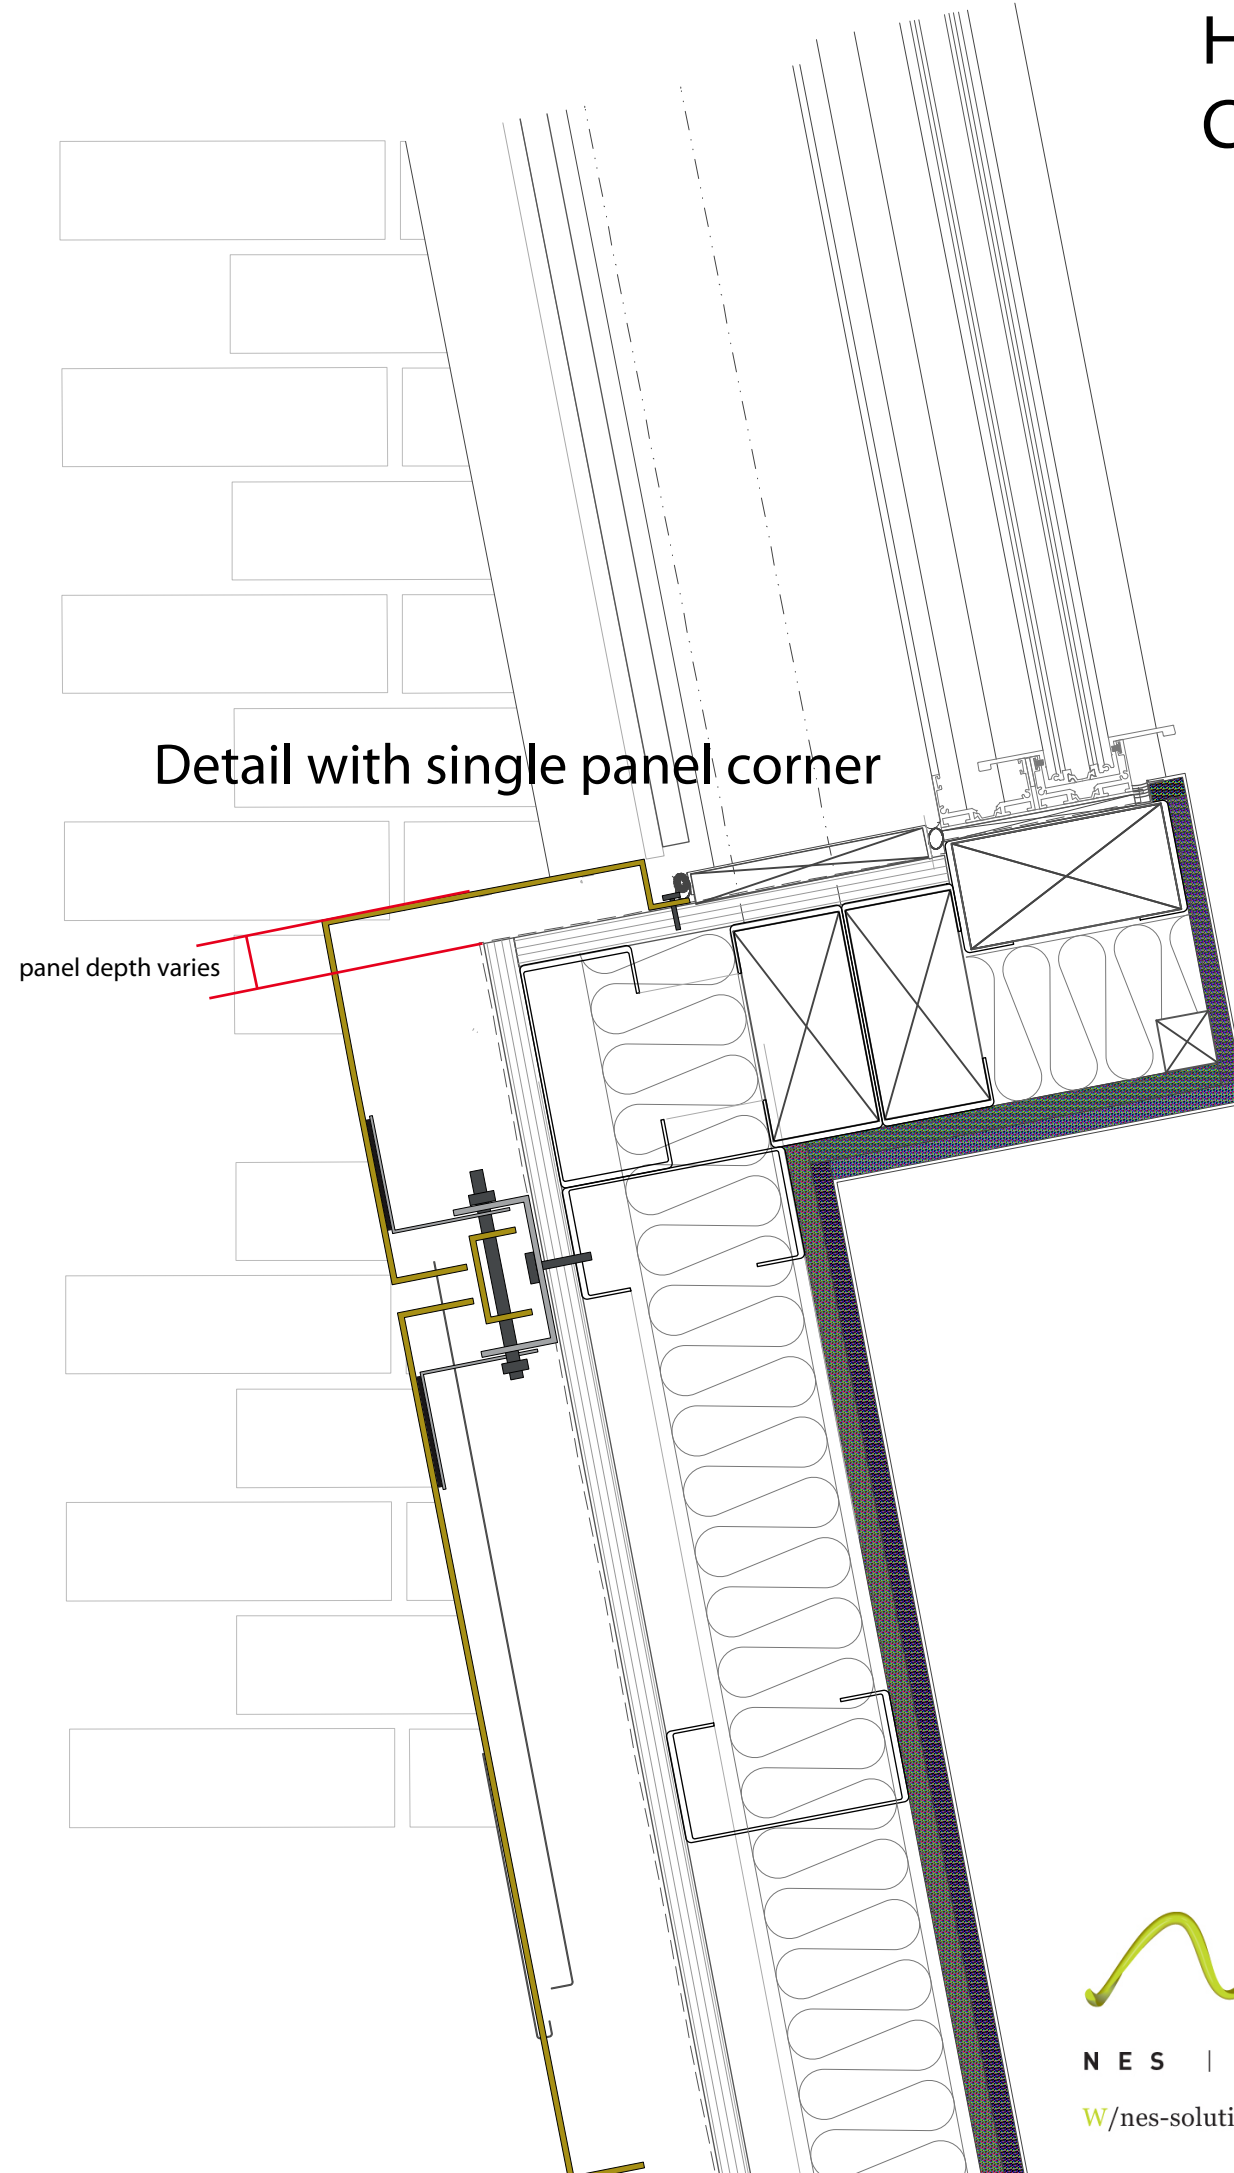 H
C
Detail with single panel corner
panel depth varies
N E S |
W/nes-soluti